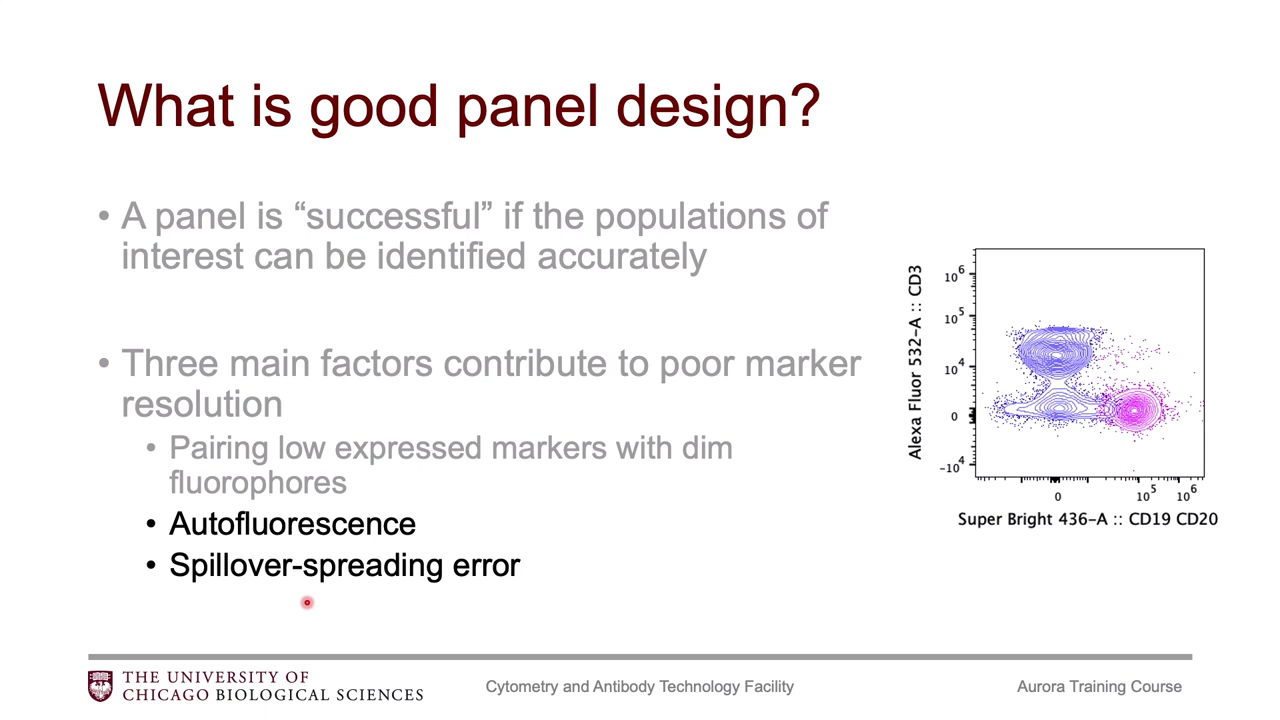 What is good panel design?
• A panel is “successful” if the populations of
interest can be identified accurately
• Three main factors contribute to poor marker
resolution
• Pairing low expressed markers with dim
fluorophores
• Autofluorescence
• Spillover-spreading error
Alexa Fluor 532-A :: CD3
10^6
10^5
10^4
0
-10^4
0
10^5
10^6
Super Bright 436-A :: CD19 CD20
THE UNIVERSITY OF
CHICAGO BIOLOGICAL SCIENCES
Cytometry and Antibody Technology Facility
Aurora Training Course